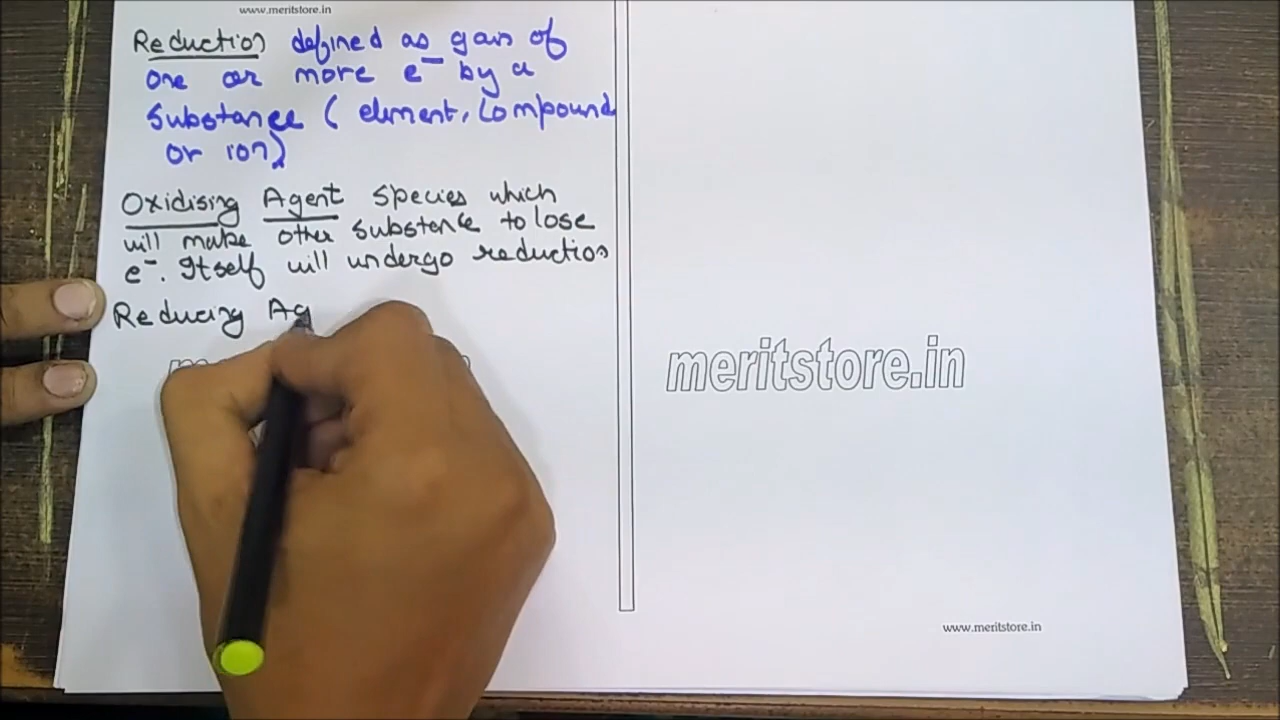 www.meritstore.in
Reduction defined as gain of
one or more e⁻ by a
substance ( element, compound
or ion)
Oxidising Agent species which
will make other substance to lose
e⁻. Itself will undergo reduction
Reducing Ag
meritstore.in
www.meritstore.in